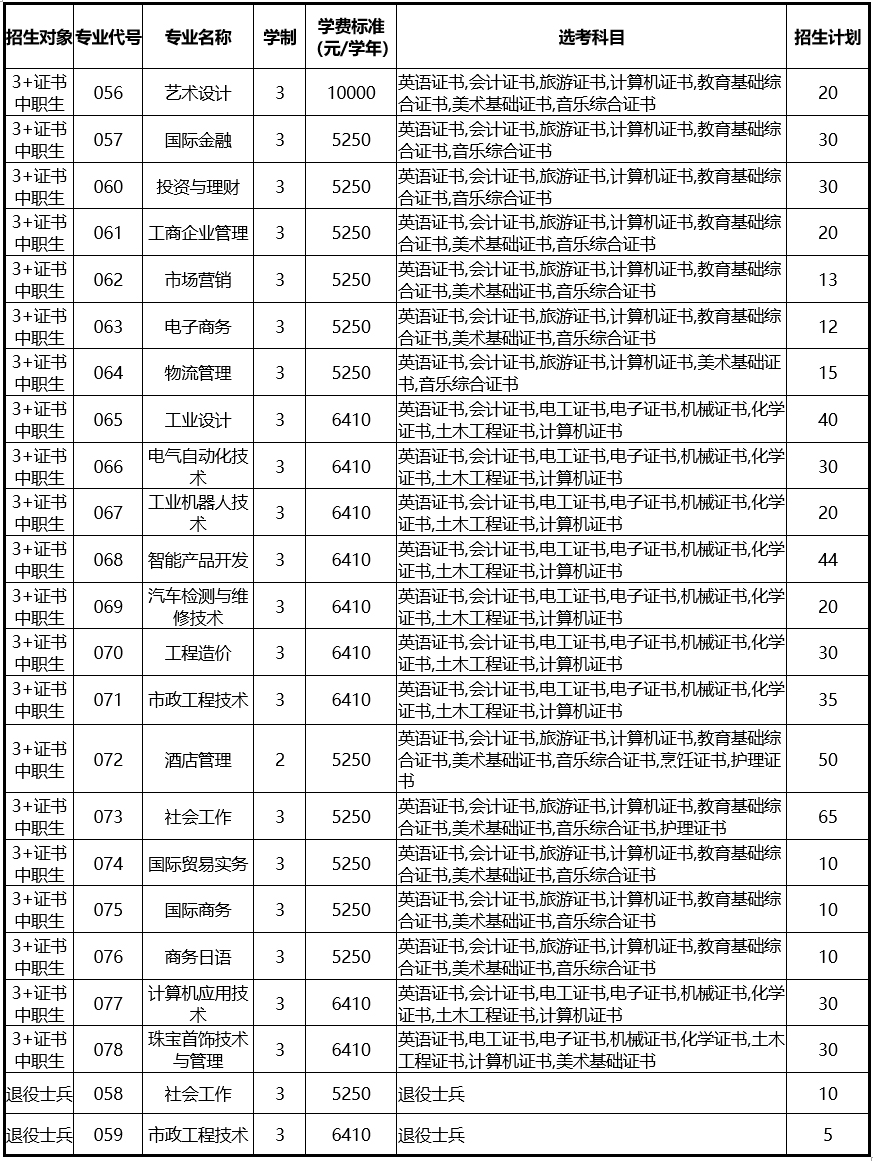 招生对象 专业代号 专业名称 学制 学费标准（元/学年） 选考科目 招生计划
3+证书中职生 056 艺术设计 3 10000 英语证书,会计证书,旅游证书,计算机证书,教育基础综合证书,美术基础证书,音乐综合证书 20
3+证书中职生 057 国际金融 3 5250 英语证书,会计证书,旅游证书,计算机证书,教育基础综合证书,音乐综合证书 30
3+证书中职生 060 投资与理财 3 5250 英语证书,会计证书,旅游证书,计算机证书,教育基础综合证书,音乐综合证书 30
3+证书中职生 061 工商企业管理 3 5250 英语证书,会计证书,旅游证书,计算机证书,教育基础综合证书,美术基础证书,音乐综合证书 20
3+证书中职生 062 市场营销 3 5250 英语证书,会计证书,旅游证书,计算机证书,教育基础综合证书,美术基础证书,音乐综合证书 13
3+证书中职生 063 电子商务 3 5250 英语证书,会计证书,旅游证书,计算机证书,教育基础综合证书,美术基础证书,音乐综合证书 12
3+证书中职生 064 物流管理 3 5250 英语证书,会计证书,旅游证书,计算机证书,美术基础证书,音乐综合证书 15
3+证书中职生 065 工业设计 3 6410 英语证书,会计证书,电工证书,电子证书,机械证书,化学证书,土木工程证书,计算机证书 40
3+证书中职生 066 电气自动化技术 3 6410 英语证书,会计证书,电工证书,电子证书,机械证书,化学证书,土木工程证书,计算机证书 30
3+证书中职生 067 工业机器人技术 3 6410 英语证书,会计证书,电工证书,电子证书,机械证书,化学证书,土木工程证书,计算机证书 20
3+证书中职生 068 智能产品开发 3 6410 英语证书,会计证书,电工证书,电子证书,机械证书,化学证书,土木工程证书,计算机证书 44
3+证书中职生 069 汽车检测与维修技术 3 6410 英语证书,会计证书,电工证书,电子证书,机械证书,化学证书,土木工程证书,计算机证书 20
3+证书中职生 070 工程造价 3 6410 英语证书,会计证书,电工证书,电子证书,机械证书,化学证书,土木工程证书,计算机证书 30
3+证书中职生 071 市政工程技术 3 6410 英语证书,会计证书,电工证书,电子证书,机械证书,化学证书,土木工程证书,计算机证书 35
3+证书中职生 072 酒店管理 2 5250 英语证书,会计证书,旅游证书,计算机证书,教育基础综合证书,美术基础证书,音乐综合证书,烹饪证书,护理证书 50
3+证书中职生 073 社会工作 3 5250 英语证书,会计证书,旅游证书,计算机证书,教育基础综合证书,美术基础证书,音乐综合证书,护理证书 65
3+证书中职生 074 国际贸易实务 3 5250 英语证书,会计证书,旅游证书,计算机证书,教育基础综合证书,美术基础证书,音乐综合证书 10
3+证书中职生 075 国际商务 3 5250 英语证书,会计证书,旅游证书,计算机证书,教育基础综合证书,美术基础证书,音乐综合证书 10
3+证书中职生 076 商务日语 3 5250 英语证书,会计证书,旅游证书,计算机证书,教育基础综合证书,美术基础证书,音乐综合证书 10
3+证书中职生 077 计算机应用技术 3 6410 英语证书,会计证书,电工证书,电子证书,机械证书,化学证书,土木工程证书,计算机证书 30
3+证书中职生 078 珠宝首饰技术与管理 3 6410 英语证书,电工证书,电子证书,机械证书,化学证书,土木工程证书,计算机证书,美术基础证书 30
退役士兵 058 社会工作 3 5250 退役士兵 10
退役士兵 059 市政工程技术 3 6410 退役士兵 5